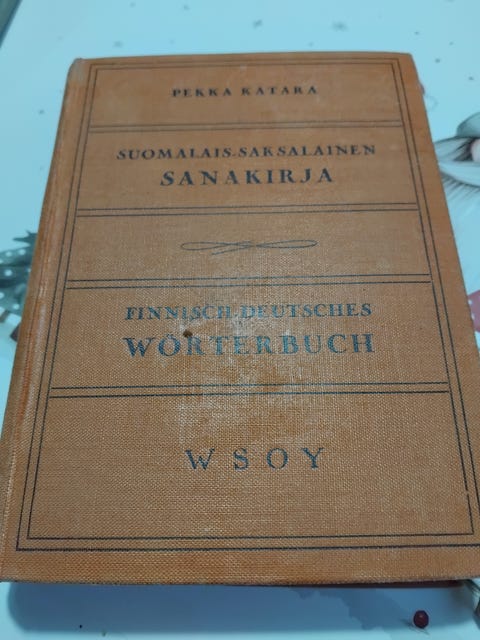 PEKKA KATARA
SUOMALAIS-SAKSALAINEN
SANAKIRJA
FINNISCH-DEUTSCHES
WÖRTERBUCH
WSOY